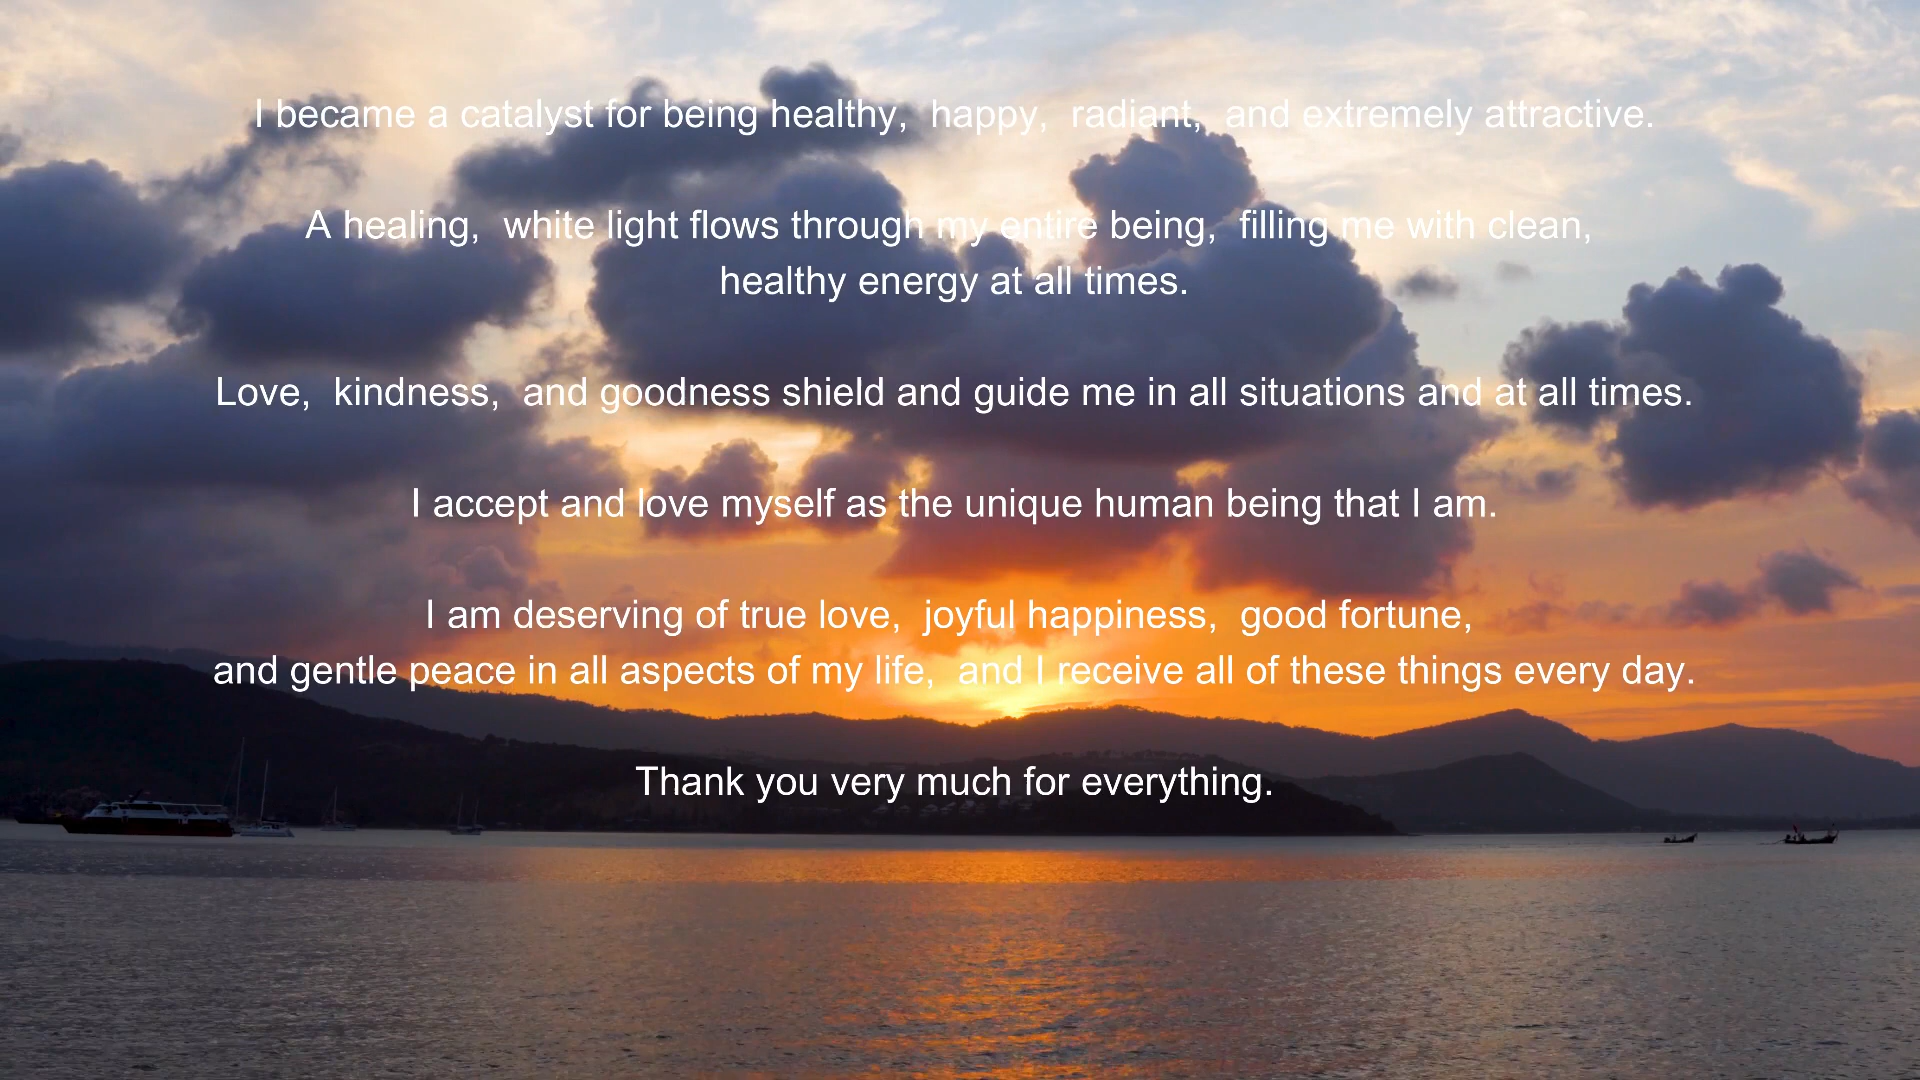 I became a catalyst for being healthy,  happy,  radiant,  and extremely attractive.
A healing,  white light flows through my entire being,  filling me with clean,
healthy energy at all times.
Love,  kindness,  and goodness shield and guide me in all situations and at all times.
I accept and love myself as the unique human being that I am.
I am deserving of true love,  joyful happiness,  good fortune,
and gentle peace in all aspects of my life,  and I receive all of these things every day.
Thank you very much for everything.